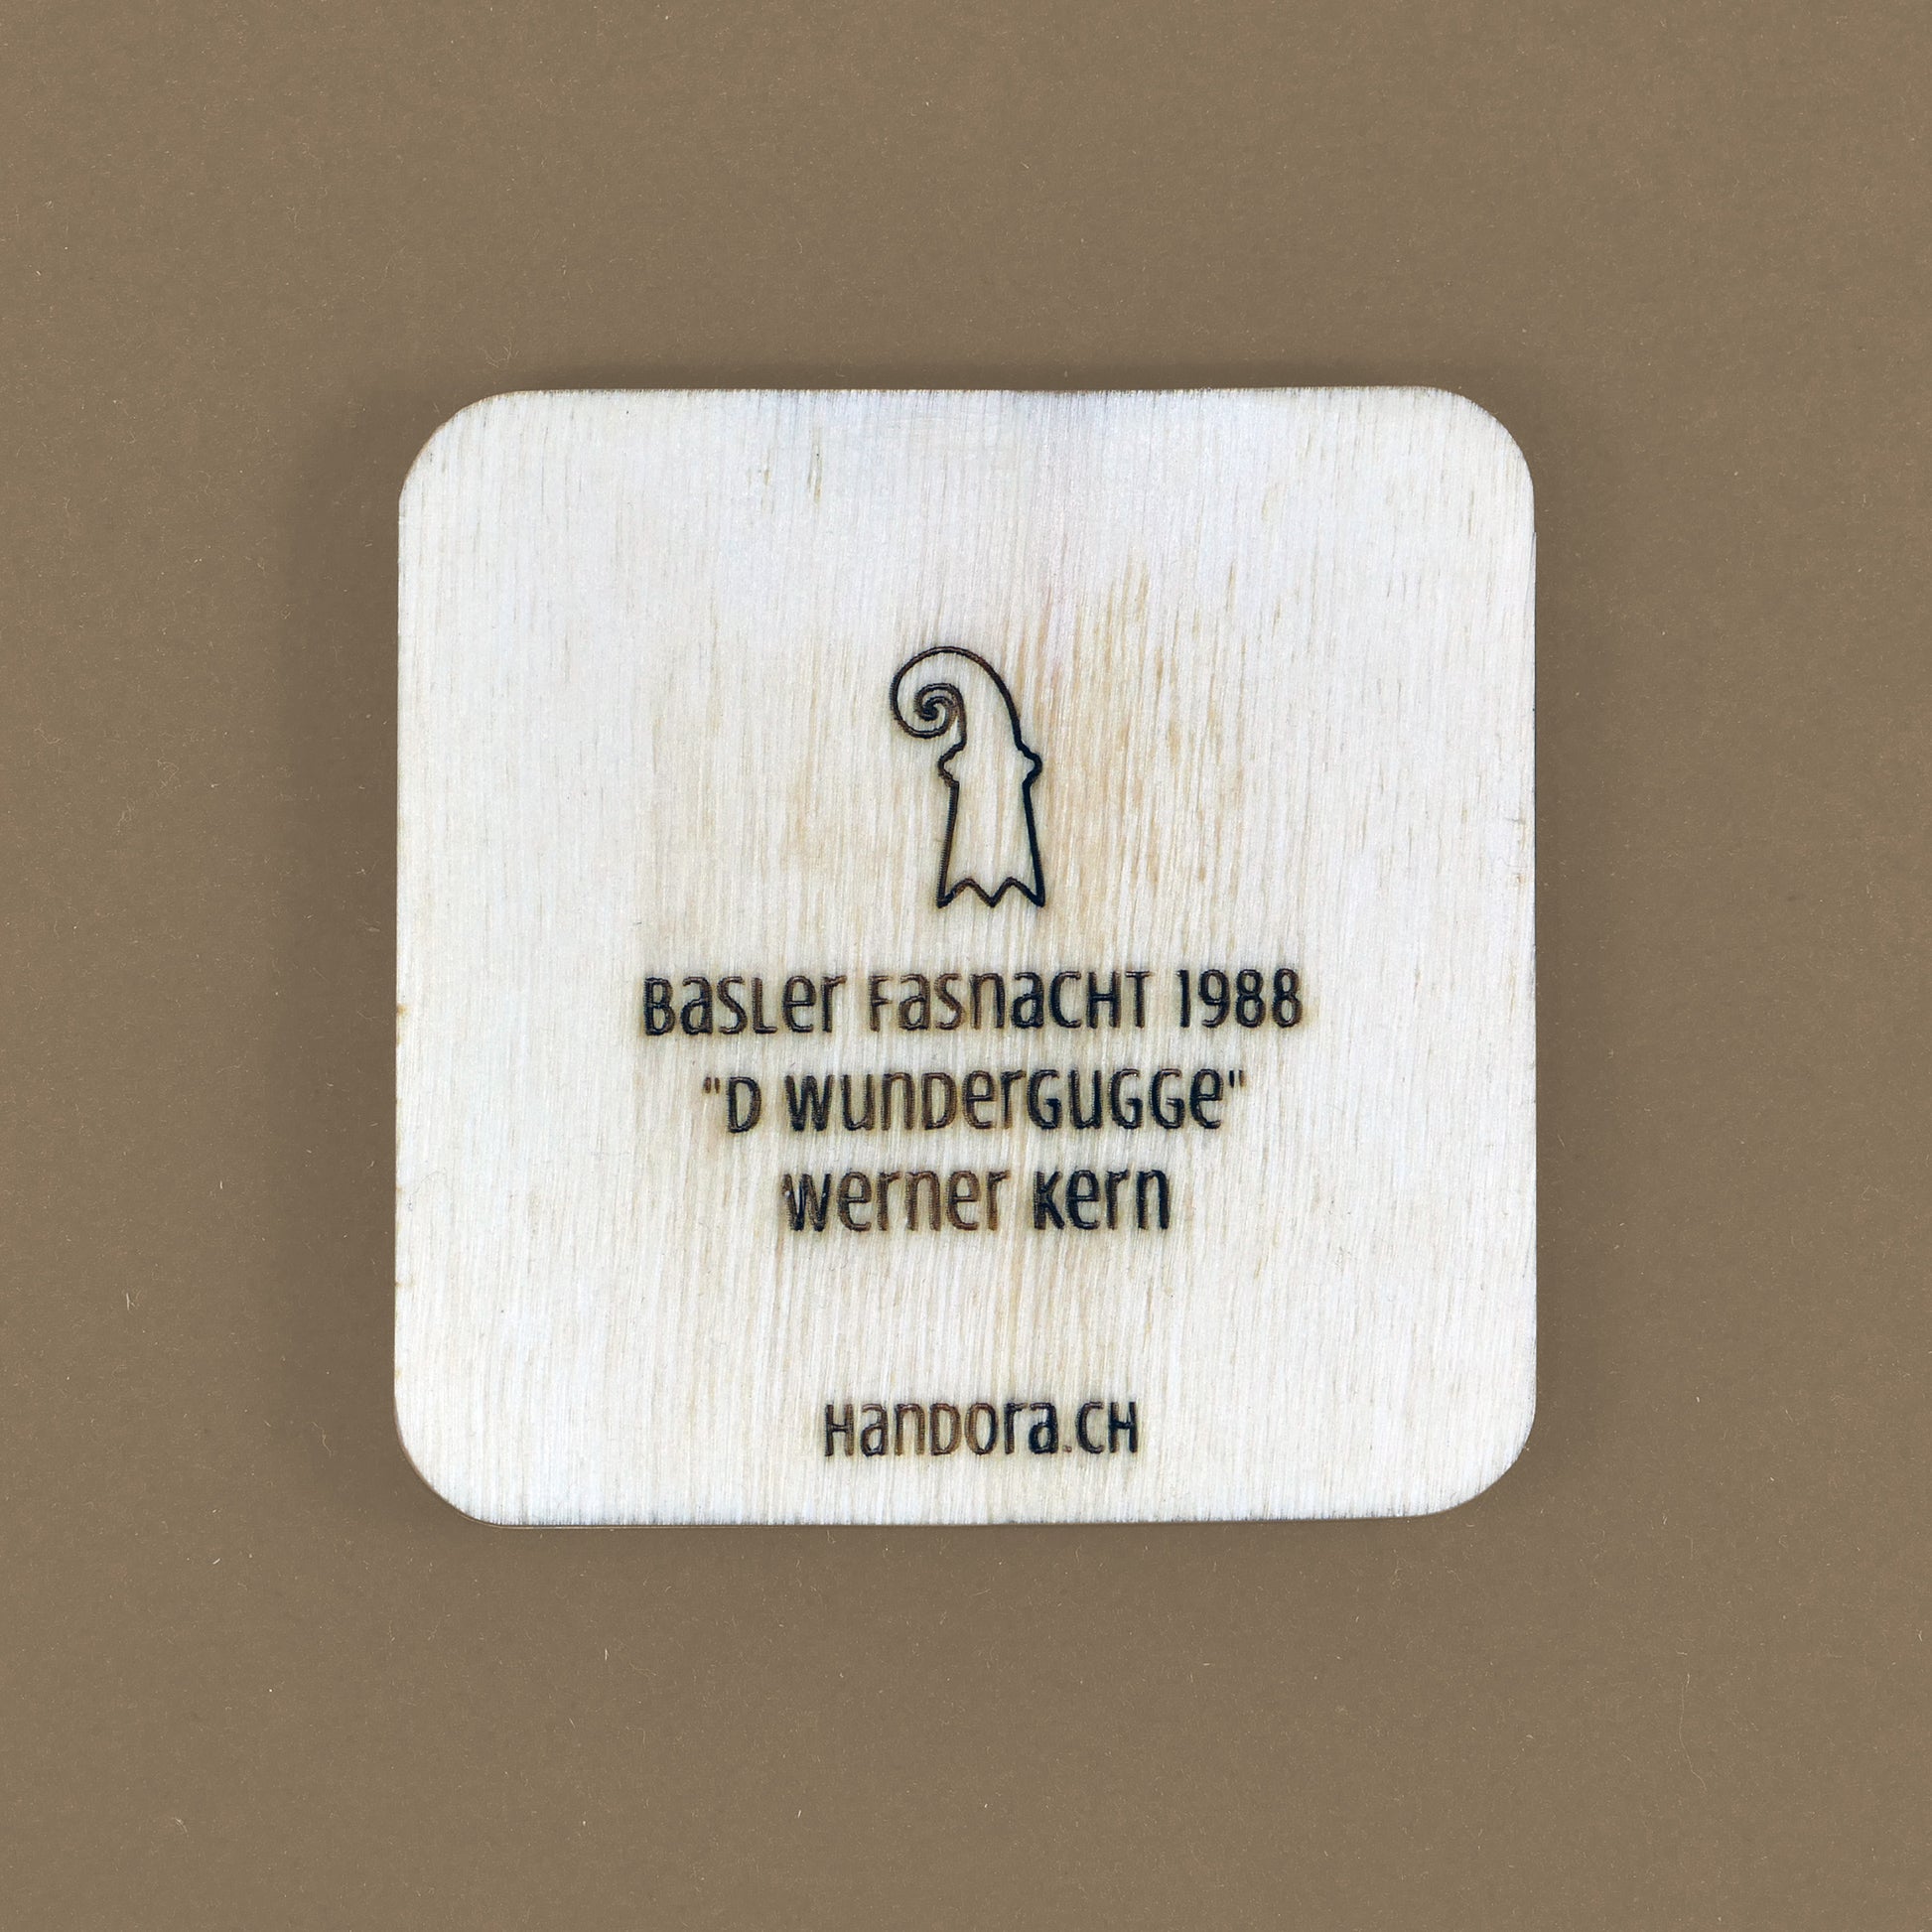 Basler Fasnacht 1988
"D Wundergugge"
Werner Kern
Handora.ch